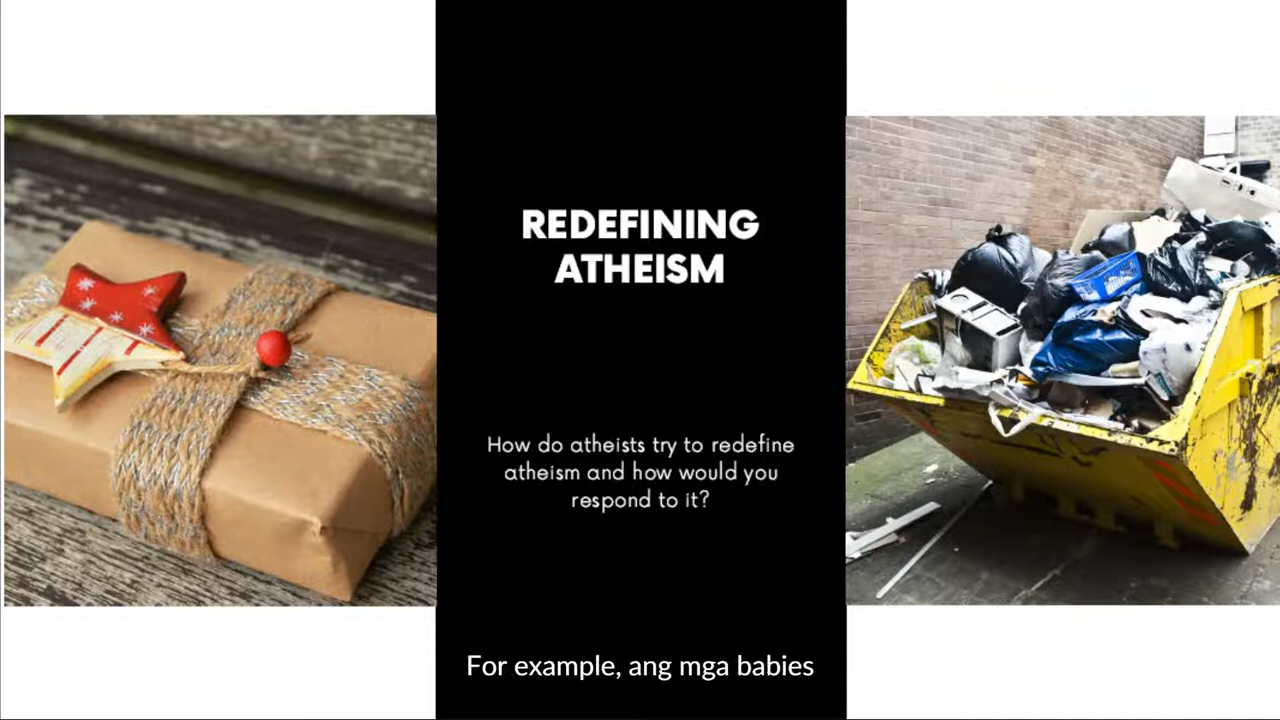 REDEFINING
ATHEISM
How do atheists try to redefine
atheism and how would you
respond to it?
For example, ang mga babies